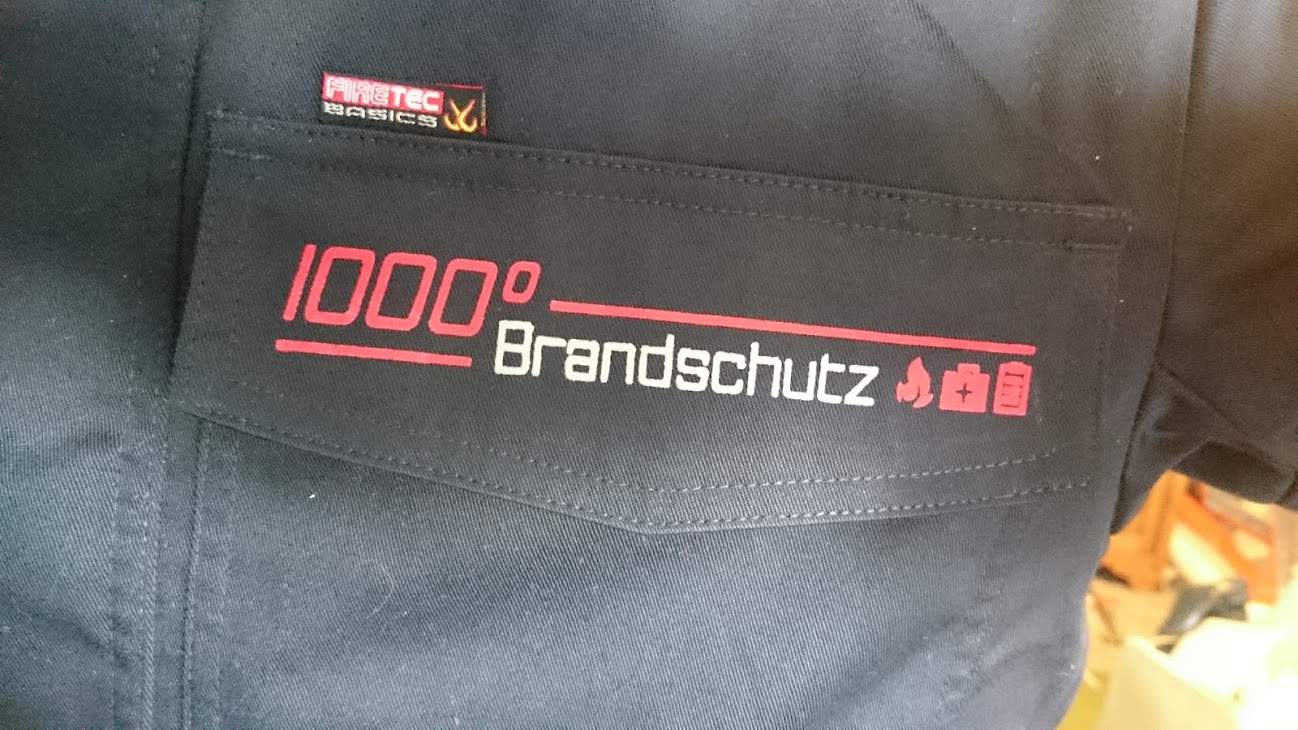 FIRETEC
BASICS
1000°
Brandschutz